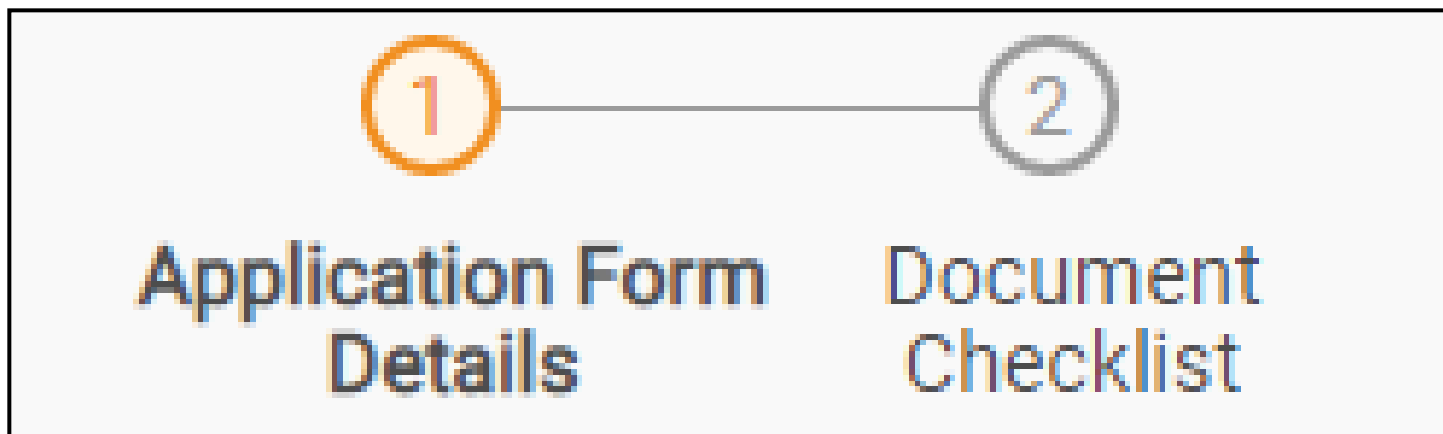 1
2
Application Form
Details
Document
Checklist